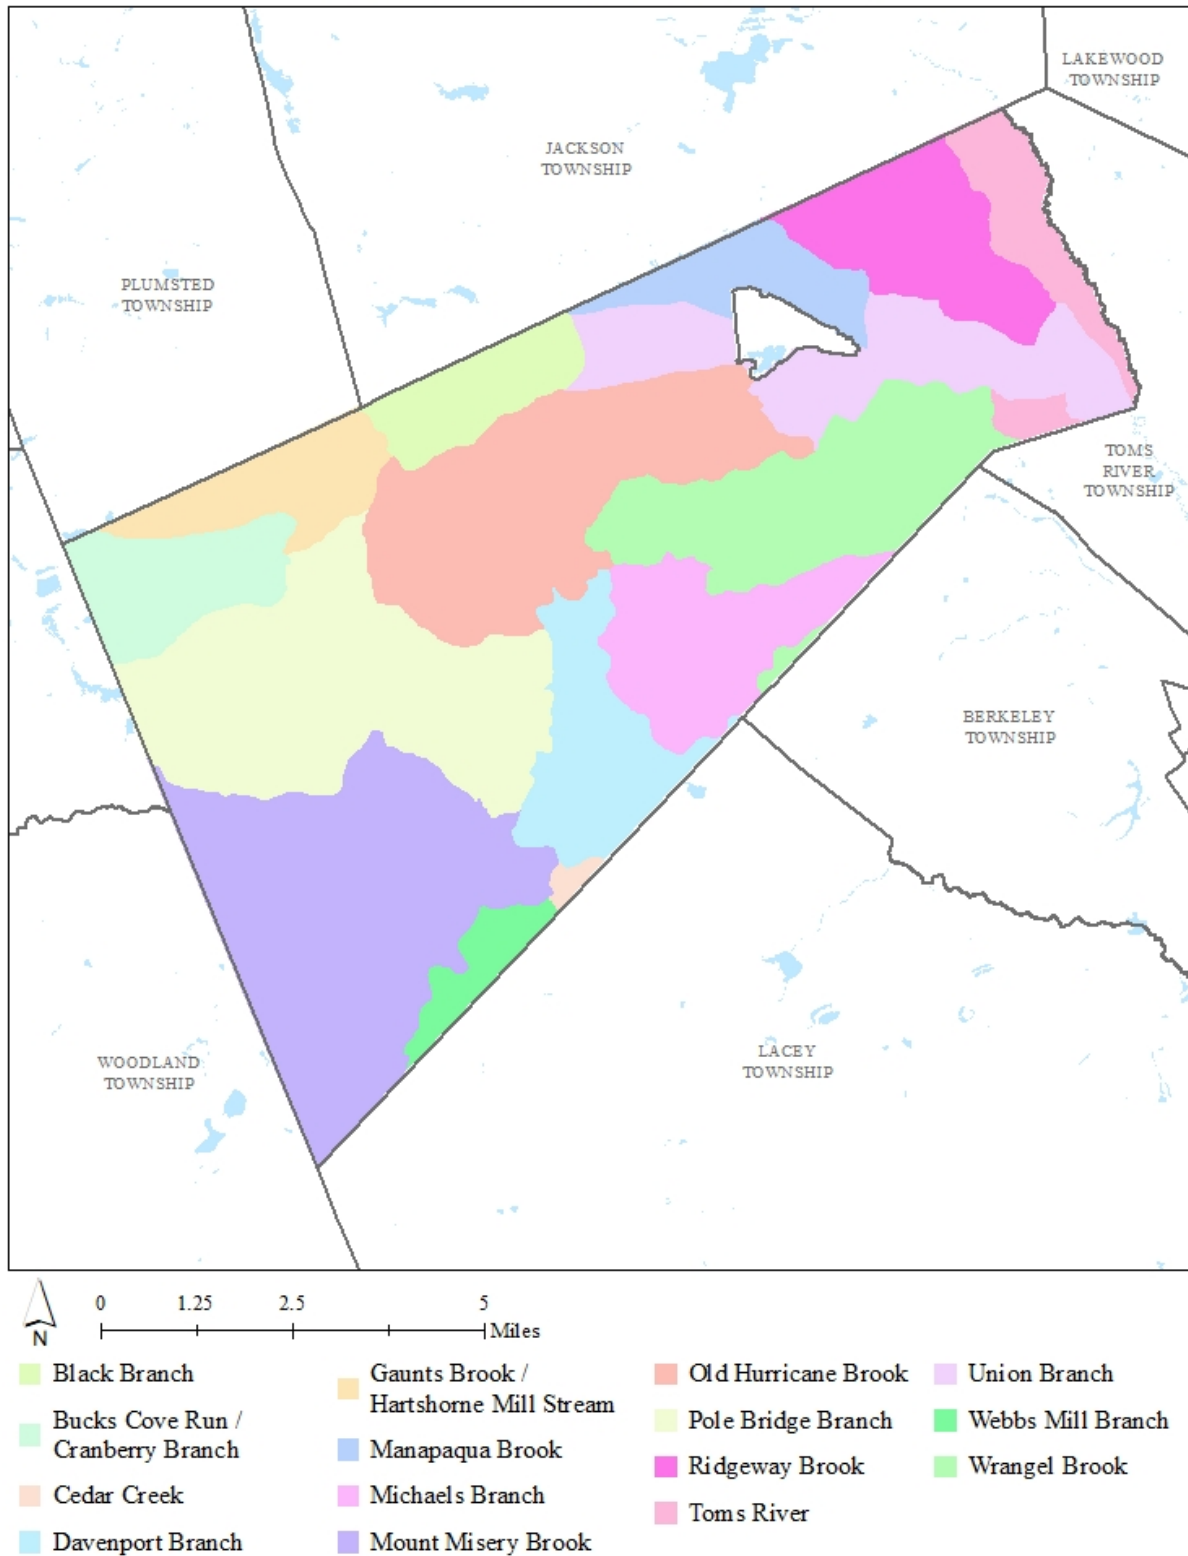 LAKEWOOD
TOWNSHIP
JACKSON
TOWNSHIP
PLUMSTED
TOWNSHIP
TOMS
RIVER
TOWNSHIP
BERKELEY
TOWNSHIP
WOODLAND
TOWNSHIP
LACEY
TOWNSHIP
N
0 1.25 2.5 5
Miles
Black Branch
Bucks Cove Run /
Cranberry Branch
Cedar Creek
Davenport Branch
Gaunts Brook /
Hartshorne Mill Stream
Manapaqua Brook
Michaels Branch
Mount Misery Brook
Old Hurricane Brook
Pole Bridge Branch
Ridgeway Brook
Toms River
Union Branch
Webbs Mill Branch
Wrangel Brook